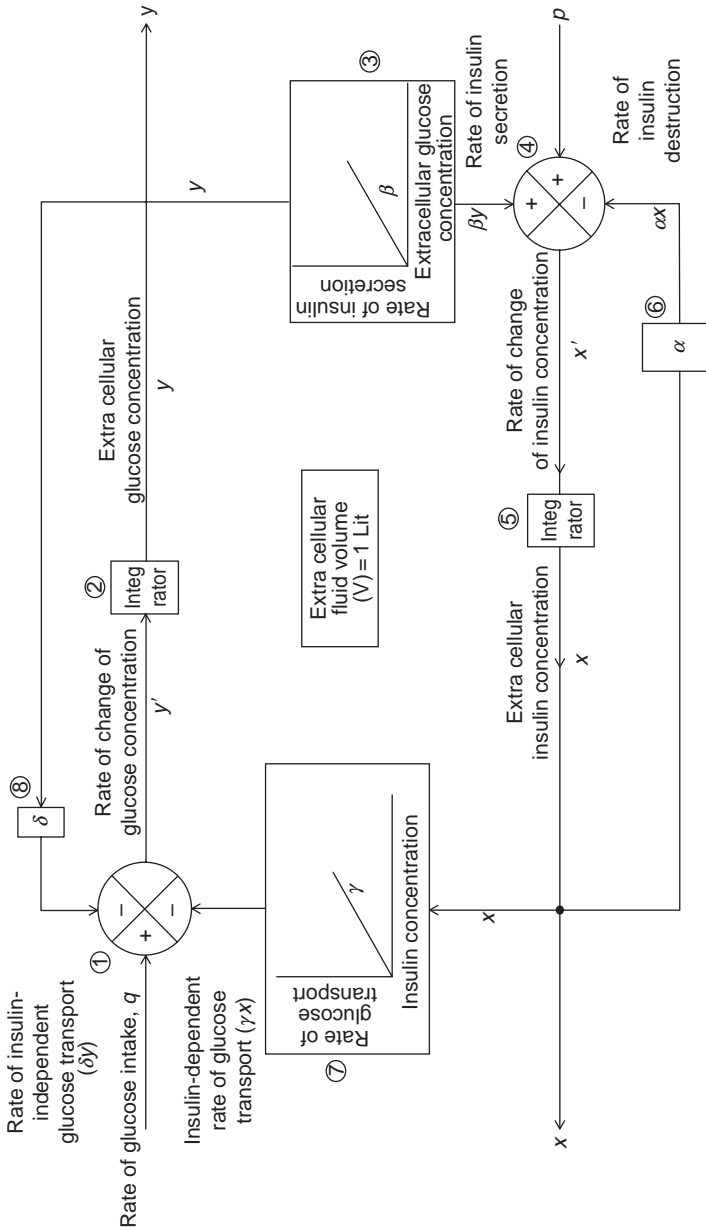 Rate of insulin-
independent
glucose transport
(δy)
⑧
δ
①
−
+
−
Rate of glucose intake, q
Rate of change of
glucose concentration
y′
②
Integ
rator
Extra cellular
glucose concentration
y
y
y
Insulin-dependent
rate of glucose
transport (γx)
⑦
Rate of
glucose
transport
γ
Insulin concentration
x
Extra cellular
fluid volume
(V) = 1 Lit
③
Rate of insulin
secretion
β
Extracellular glucose
concentration
βy
Rate of insulin
secretion
④
+
+
−
p
Rate of change
of insulin concentration
x′
⑤
Integ
rator
Extra cellular
insulin concentration
x
x
Rate of
insulin
destruction
αx
⑥
α